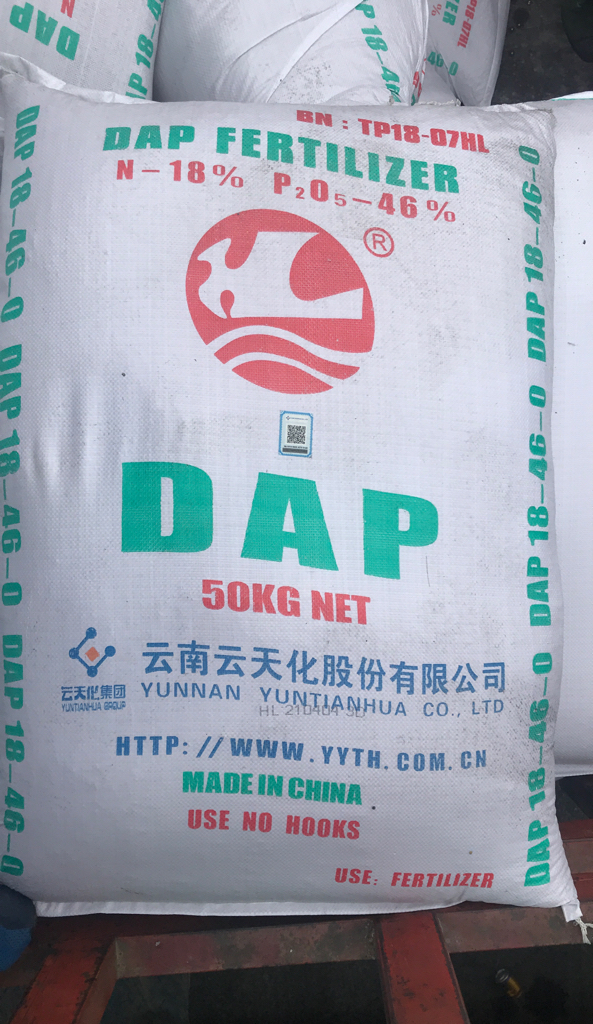 BN : TP18-07HL
DAP FERTILIZER
N－18% P₂O₅－46%
®
DAP
50KG NET
云天化集团
YUNTIANHUA GROUP
云南云天化股份有限公司
YUNNAN YUNTIANHUA CO., LTD
HL 210404 3D
HTTP://WWW.YYTH.COM.CN
MADE IN CHINA
USE NO HOOKS
USE: FERTILIZER
DAP 18-46-0 DAP 18-46-0 DAP 18-46-0
DAP 18-46-0 DAP 18-46-0 DAP 18-46-0